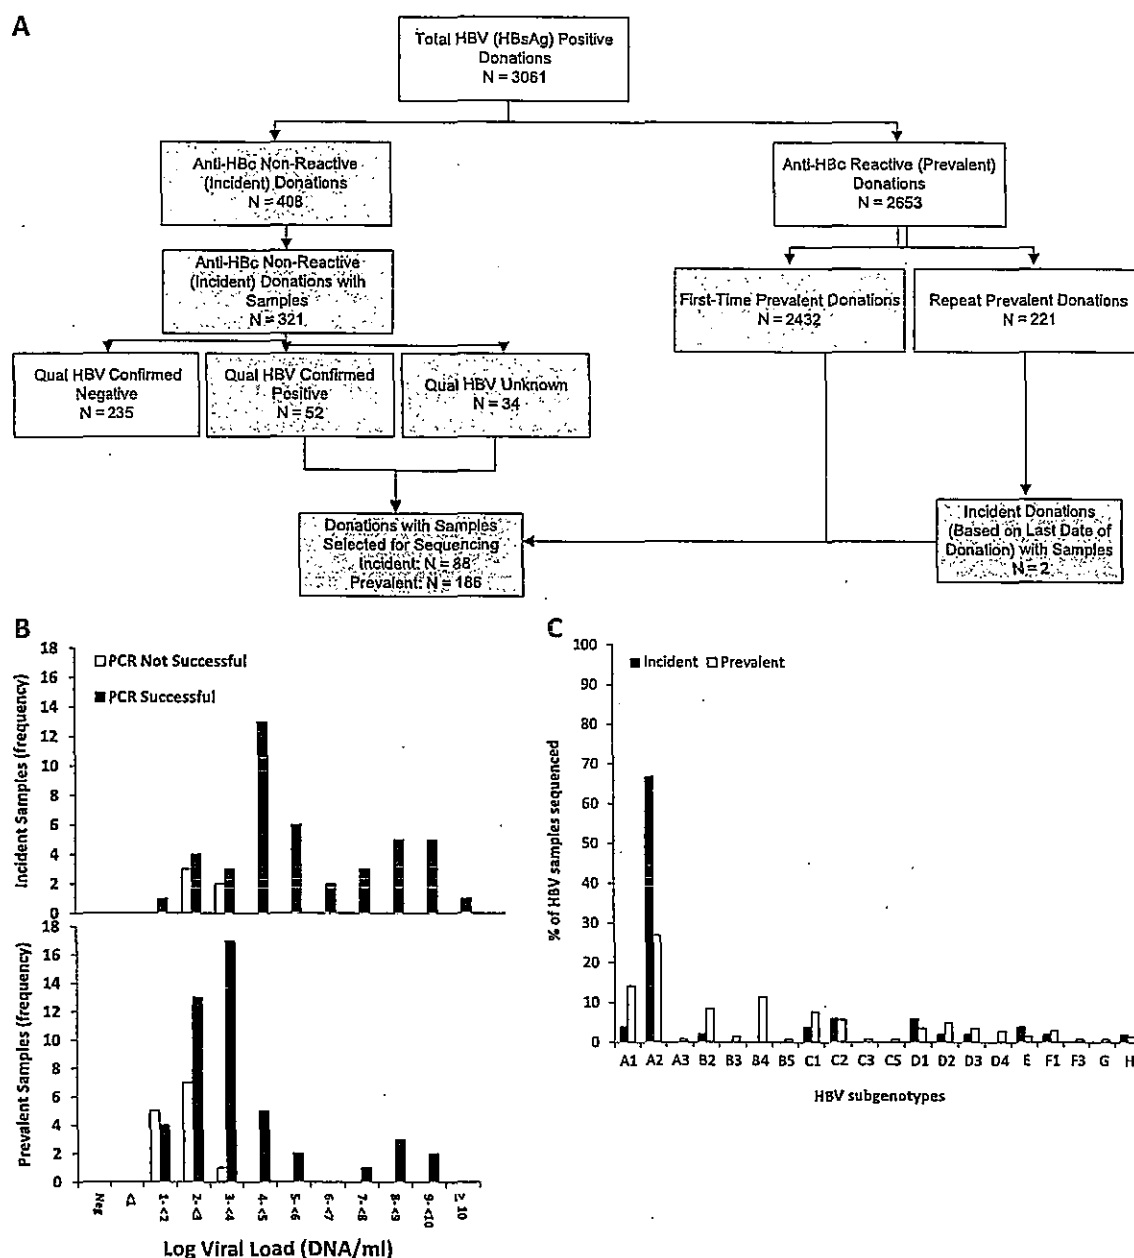 A
Total HBV (HBsAg) Positive
Donations
N = 3061
Anti-HBc Non-Reactive
(Incident) Donations
N = 408
Anti-HBc Reactive (Prevalent)
Donations
N = 2653
Anti-HBc Non-Reactive
(Incident) Donations with
Samples
N = 321
First-Time Prevalent Donations
N = 2432
Repeat Prevalent Donations
N = 221
Qual HBV Confirmed
Negative
N = 235
Qual HBV Confirmed
Positive
N = 52
Qual HBV Unknown
N = 34
Donations with Samples
Selected for Sequencing
Incident: N = 88
Prevalent: N = 186
Incident Donations
(Based on Last Date of
Donation) with Samples
N = 2
B
PCR Not Successful
PCR Successful
Incident Samples (frequency)
18
16
14
12
10
8
6
4
2
0
Prevalent Samples (frequency)
18
16
14
12
10
8
6
4
2
0
Neg <1 1-<2 2-<3 3-<4 4-<5 5-<6 6-<7 7-<8 8-<9 9-<10 ≥ 10
Log Viral Load (DNA/ml)
C
Incident Prevalent
% of HBV samples sequenced
100
90
80
70
60
50
40
30
20
10
0
A1 A2 A3 B2 B3 B4 B5 C1 C2 C3 C5 D1 D2 D3 D4 E F1 F3 G H
HBV subgenotypes